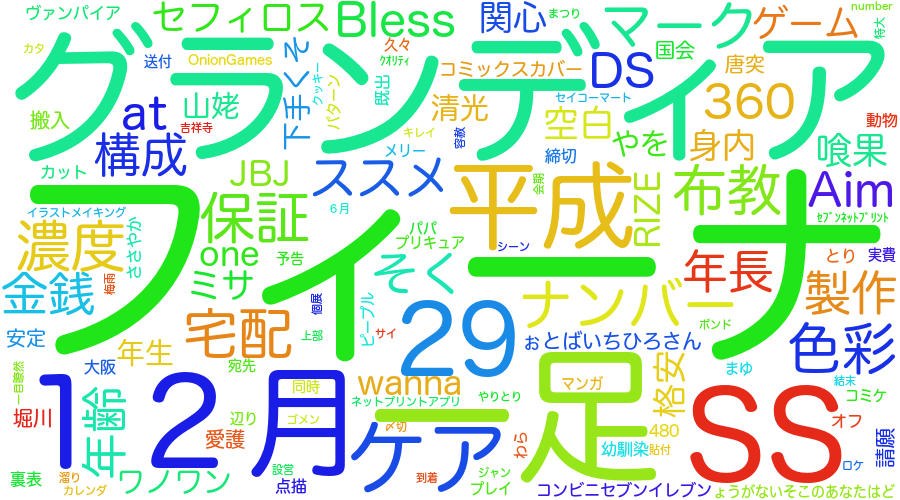 ヴァンパイア
セフィロス
Bless
関心
まつり
マーク
ゲーム
number
特大
カタ
グランディア
送付
OnionGames
下手くそ
クッキー
パターン
久々
クオリティ
既出
コミックスカバー
DS
国会
唐突
セイコーマート
360
搬入
at
山姥
吉祥寺
清光
キレイ
容赦
空白
やを
身内
動物
喰果
構成
カット
JBJ
ススメ
メリー
締切
平成
会期
RIZE
布教
Aim
セブンネットプリント
イラストメイキング
保証
6月
濃度
ささやか
one
予告
パパ
プリキュア
シーン
フィーナ
年長
とり
実費
金銭
梅雨
ミサ
個展
そく
ピープル
ナンバー
製作
安定
大阪
年生
宅配
宛先
上部
サイ
29
ぉとばいちひろさん
ボンド
色彩
まゆ
結末
一目瞭然
12月
同時
wanna
ネットプリントアプリ
やりとり
マンガ
足
格安
SS
コミケ
オフ
堀川
年齢
辺り
愛護
ゴメン
ケアー
〆切
わら
480
貼付
幼馴染
ロケ
請願
裏表
溜り
カレンダ
ワノワン
設営
点描
到着
ジャン
プレイ
コンビニセブンイレブン
ょうがないそこのあなたはど